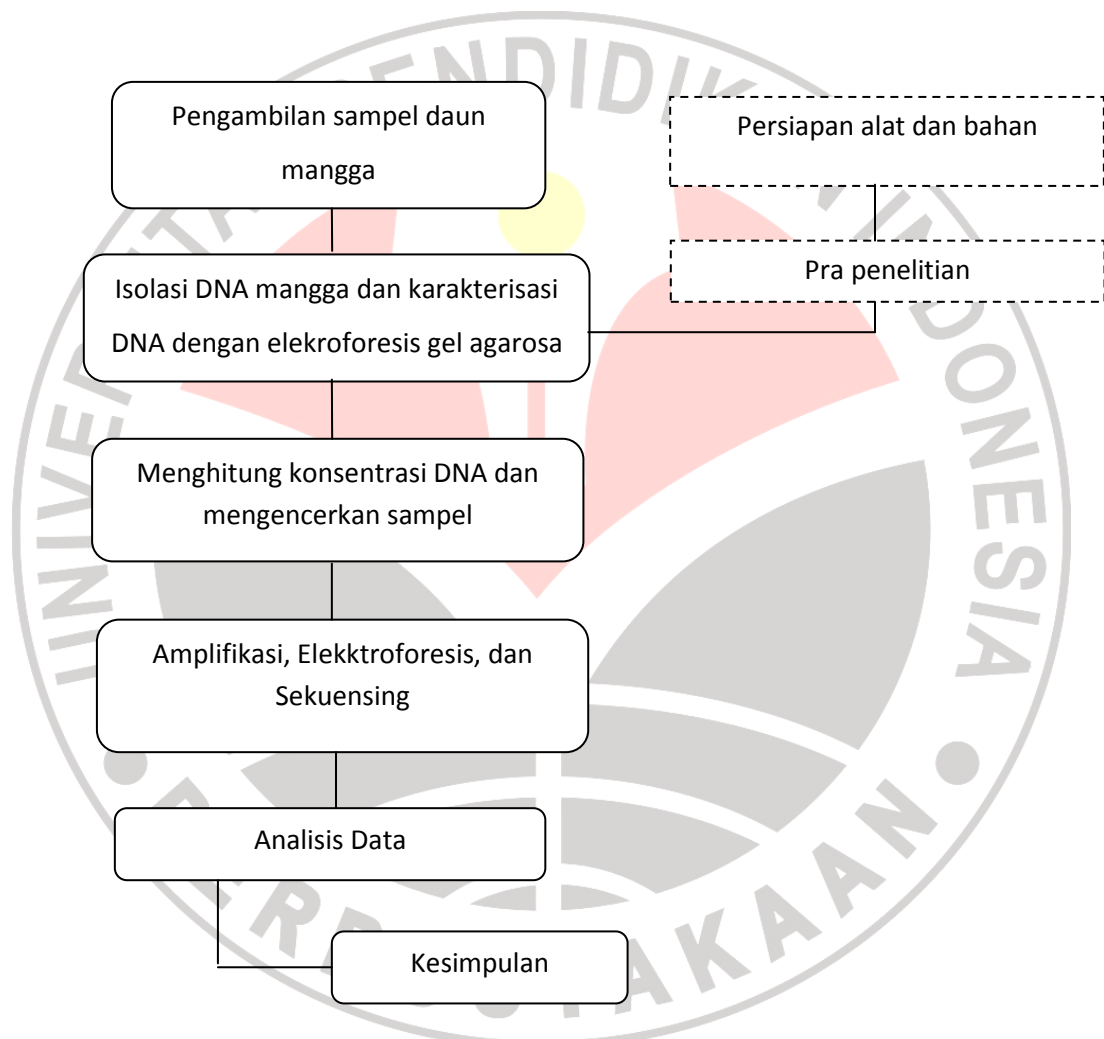 Pengambilan sampel daun
mangga
Persiapan alat dan bahan
Pra penelitian
Isolasi DNA mangga dan karakterisasi
DNA dengan elekroforesis gel agarosa
Menghitung konsentrasi DNA dan
mengencerkan sampel
Amplifikasi, Elekktroforesis, dan
Sekuensing
Analisis Data
Kesimpulan
INDONESIA